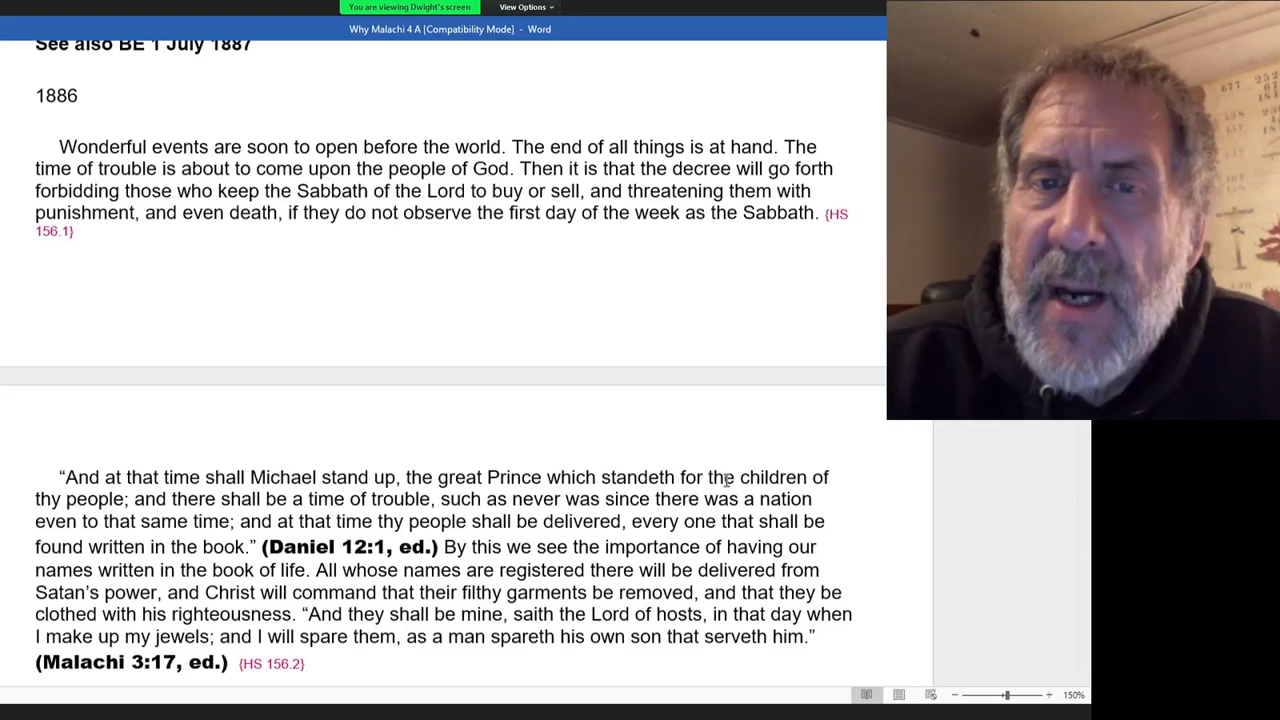 You are viewing Dwight's screen
View Options
Why Malachi 4 A [Compatibility Mode] - Word
See also BE 1 July 1887
1886
Wonderful events are soon to open before the world. The end of all things is at hand. The
time of trouble is about to come upon the people of God. Then it is that the decree will go forth
forbidding those who keep the Sabbath of the Lord to buy or sell, and threatening them with
punishment, and even death, if they do not observe the first day of the week as the Sabbath. {HS
156.1}
“And at that time shall Michael stand up, the great Prince which standeth for the children of
thy people; and there shall be a time of trouble, such as never was since there was a nation
even to that same time; and at that time thy people shall be delivered, every one that shall be
found written in the book.” (Daniel 12:1, ed.) By this we see the importance of having our
names written in the book of life. All whose names are registered there will be delivered from
Satan’s power, and Christ will command that their filthy garments be removed, and that they be
clothed with his righteousness. “And they shall be mine, saith the Lord of hosts, in that day when
I make up my jewels; and I will spare them, as a man spareth his own son that serveth him.”
(Malachi 3:17, ed.) {HS 156.2}
150%
677
252